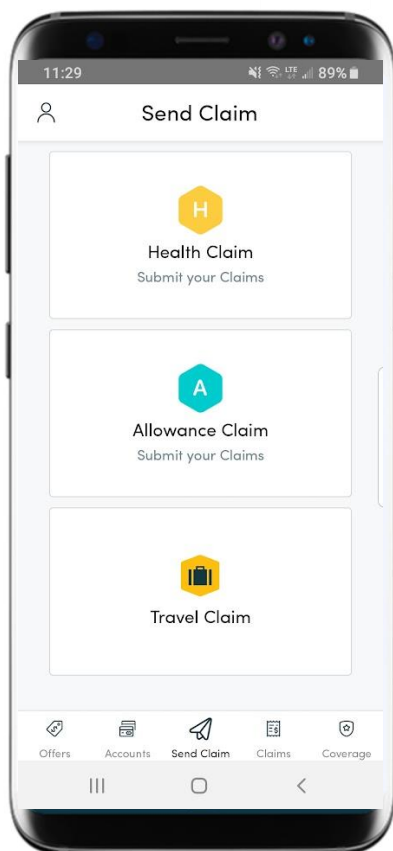 11:29
LTE
89%
Send Claim
H
Health Claim
Submit your Claims
A
Allowance Claim
Submit your Claims
Travel Claim
Offers
Accounts
Send Claim
Claims
Coverage